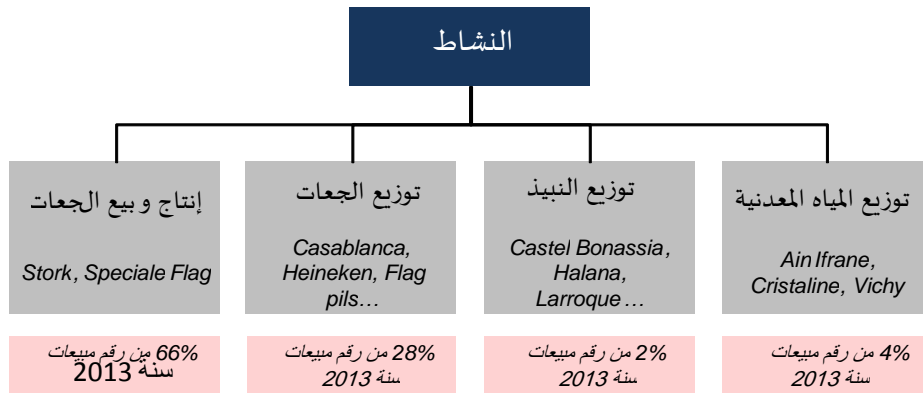 النشاط
إنتاج و بيع الجعات
Stork, Speciale Flag
66% من رقم مبيعات
سنة 2013
توزيع الجعات
Casablanca,
Heineken, Flag
pils…
28% من رقم مبيعات
سنة 2013
توزيع النبيذ
Castel Bonassia,
Halana,
Larroque …
2% من رقم مبيعات
سنة 2013
توزيع المياه المعدنية
Ain Ifrane,
Cristaline, Vichy
4% من رقم مبيعات
سنة 2013